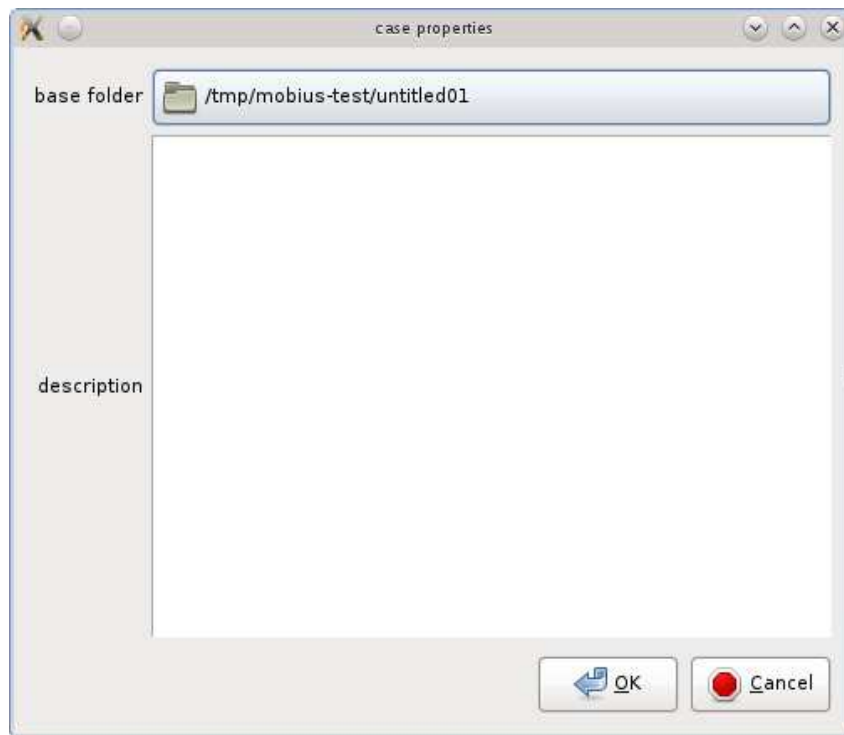 case properties
base folder /tmp/mobius-test/untitled01
description
OK Cancel